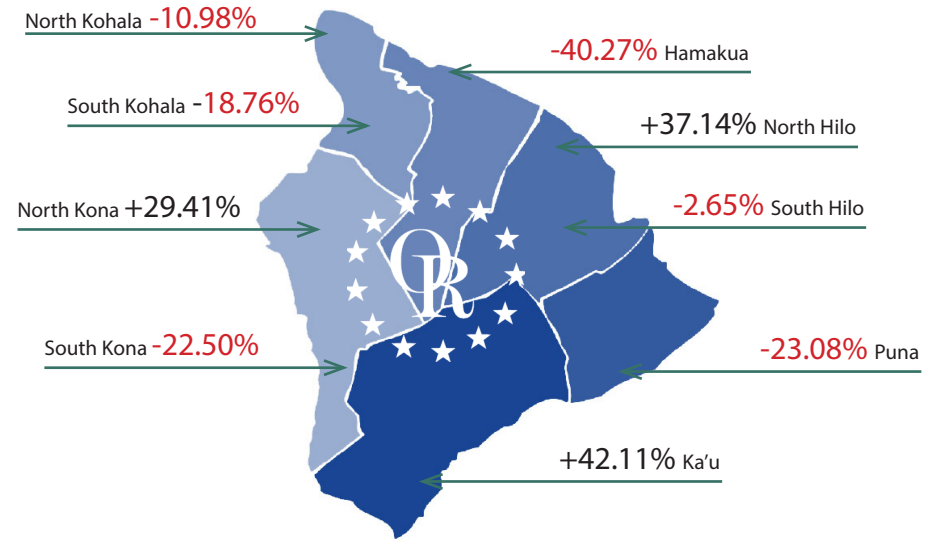 North Kohala -10.98%
-40.27% Hamakua
South Kohala -18.76%
+37.14% North Hilo
North Kona +29.41%
-2.65% South Hilo
OR
South Kona -22.50%
-23.08% Puna
+42.11% Ka'u